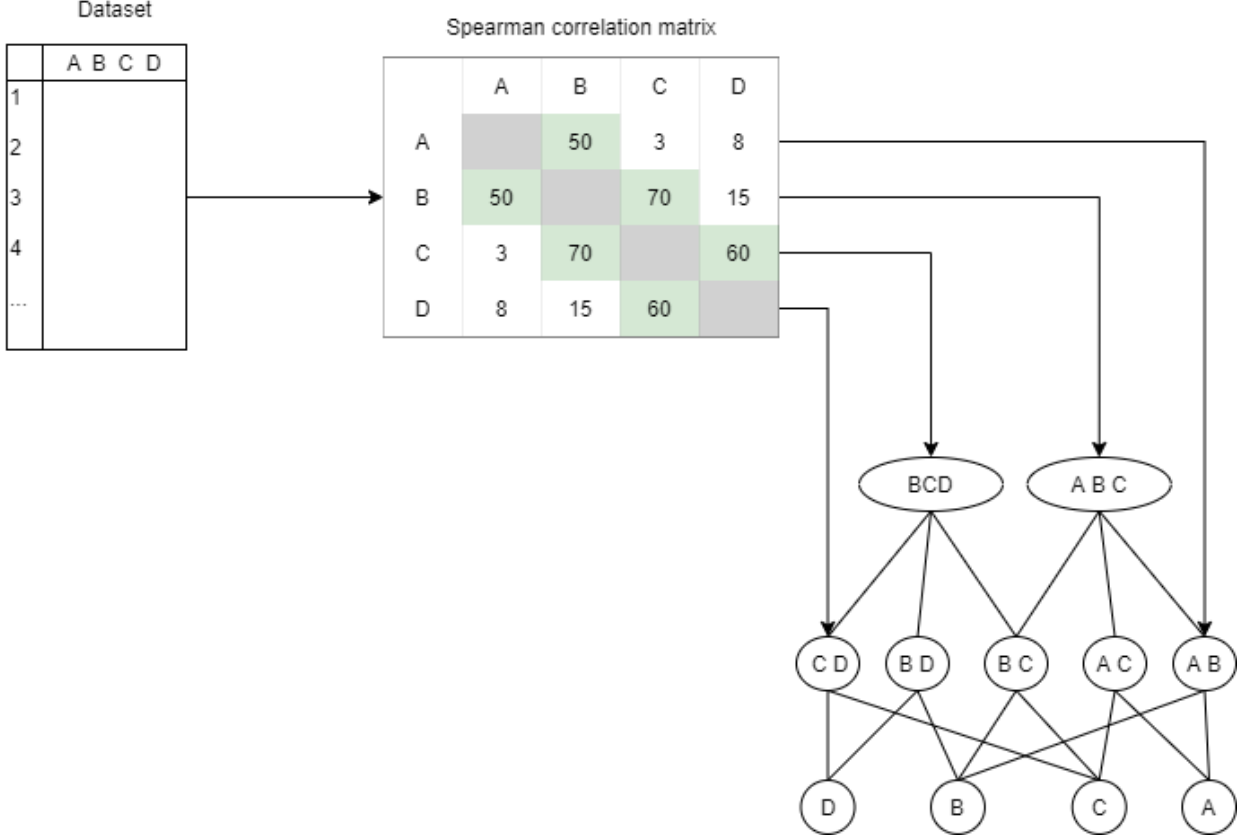 Dataset
A B C D
1
2
3
4
...
Spearman correlation matrix
A B C D
A 50 3 8
B 50 70 15
C 3 70 60
D 8 15 60
BCD A B C
C D B D B C A C A B
D B C A